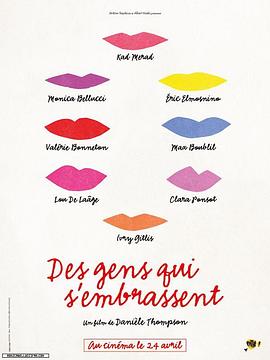 Kad Merad
Monica Bellucci
Éric Elmosnino
Valérie Bonneton
Max Boublil
Lou De Laâge
Clara Ponsot
Ivry Gitlis
Des gens qui
s'embrassent
Un film de Danièle Thompson
Au cinéma le 24 avril